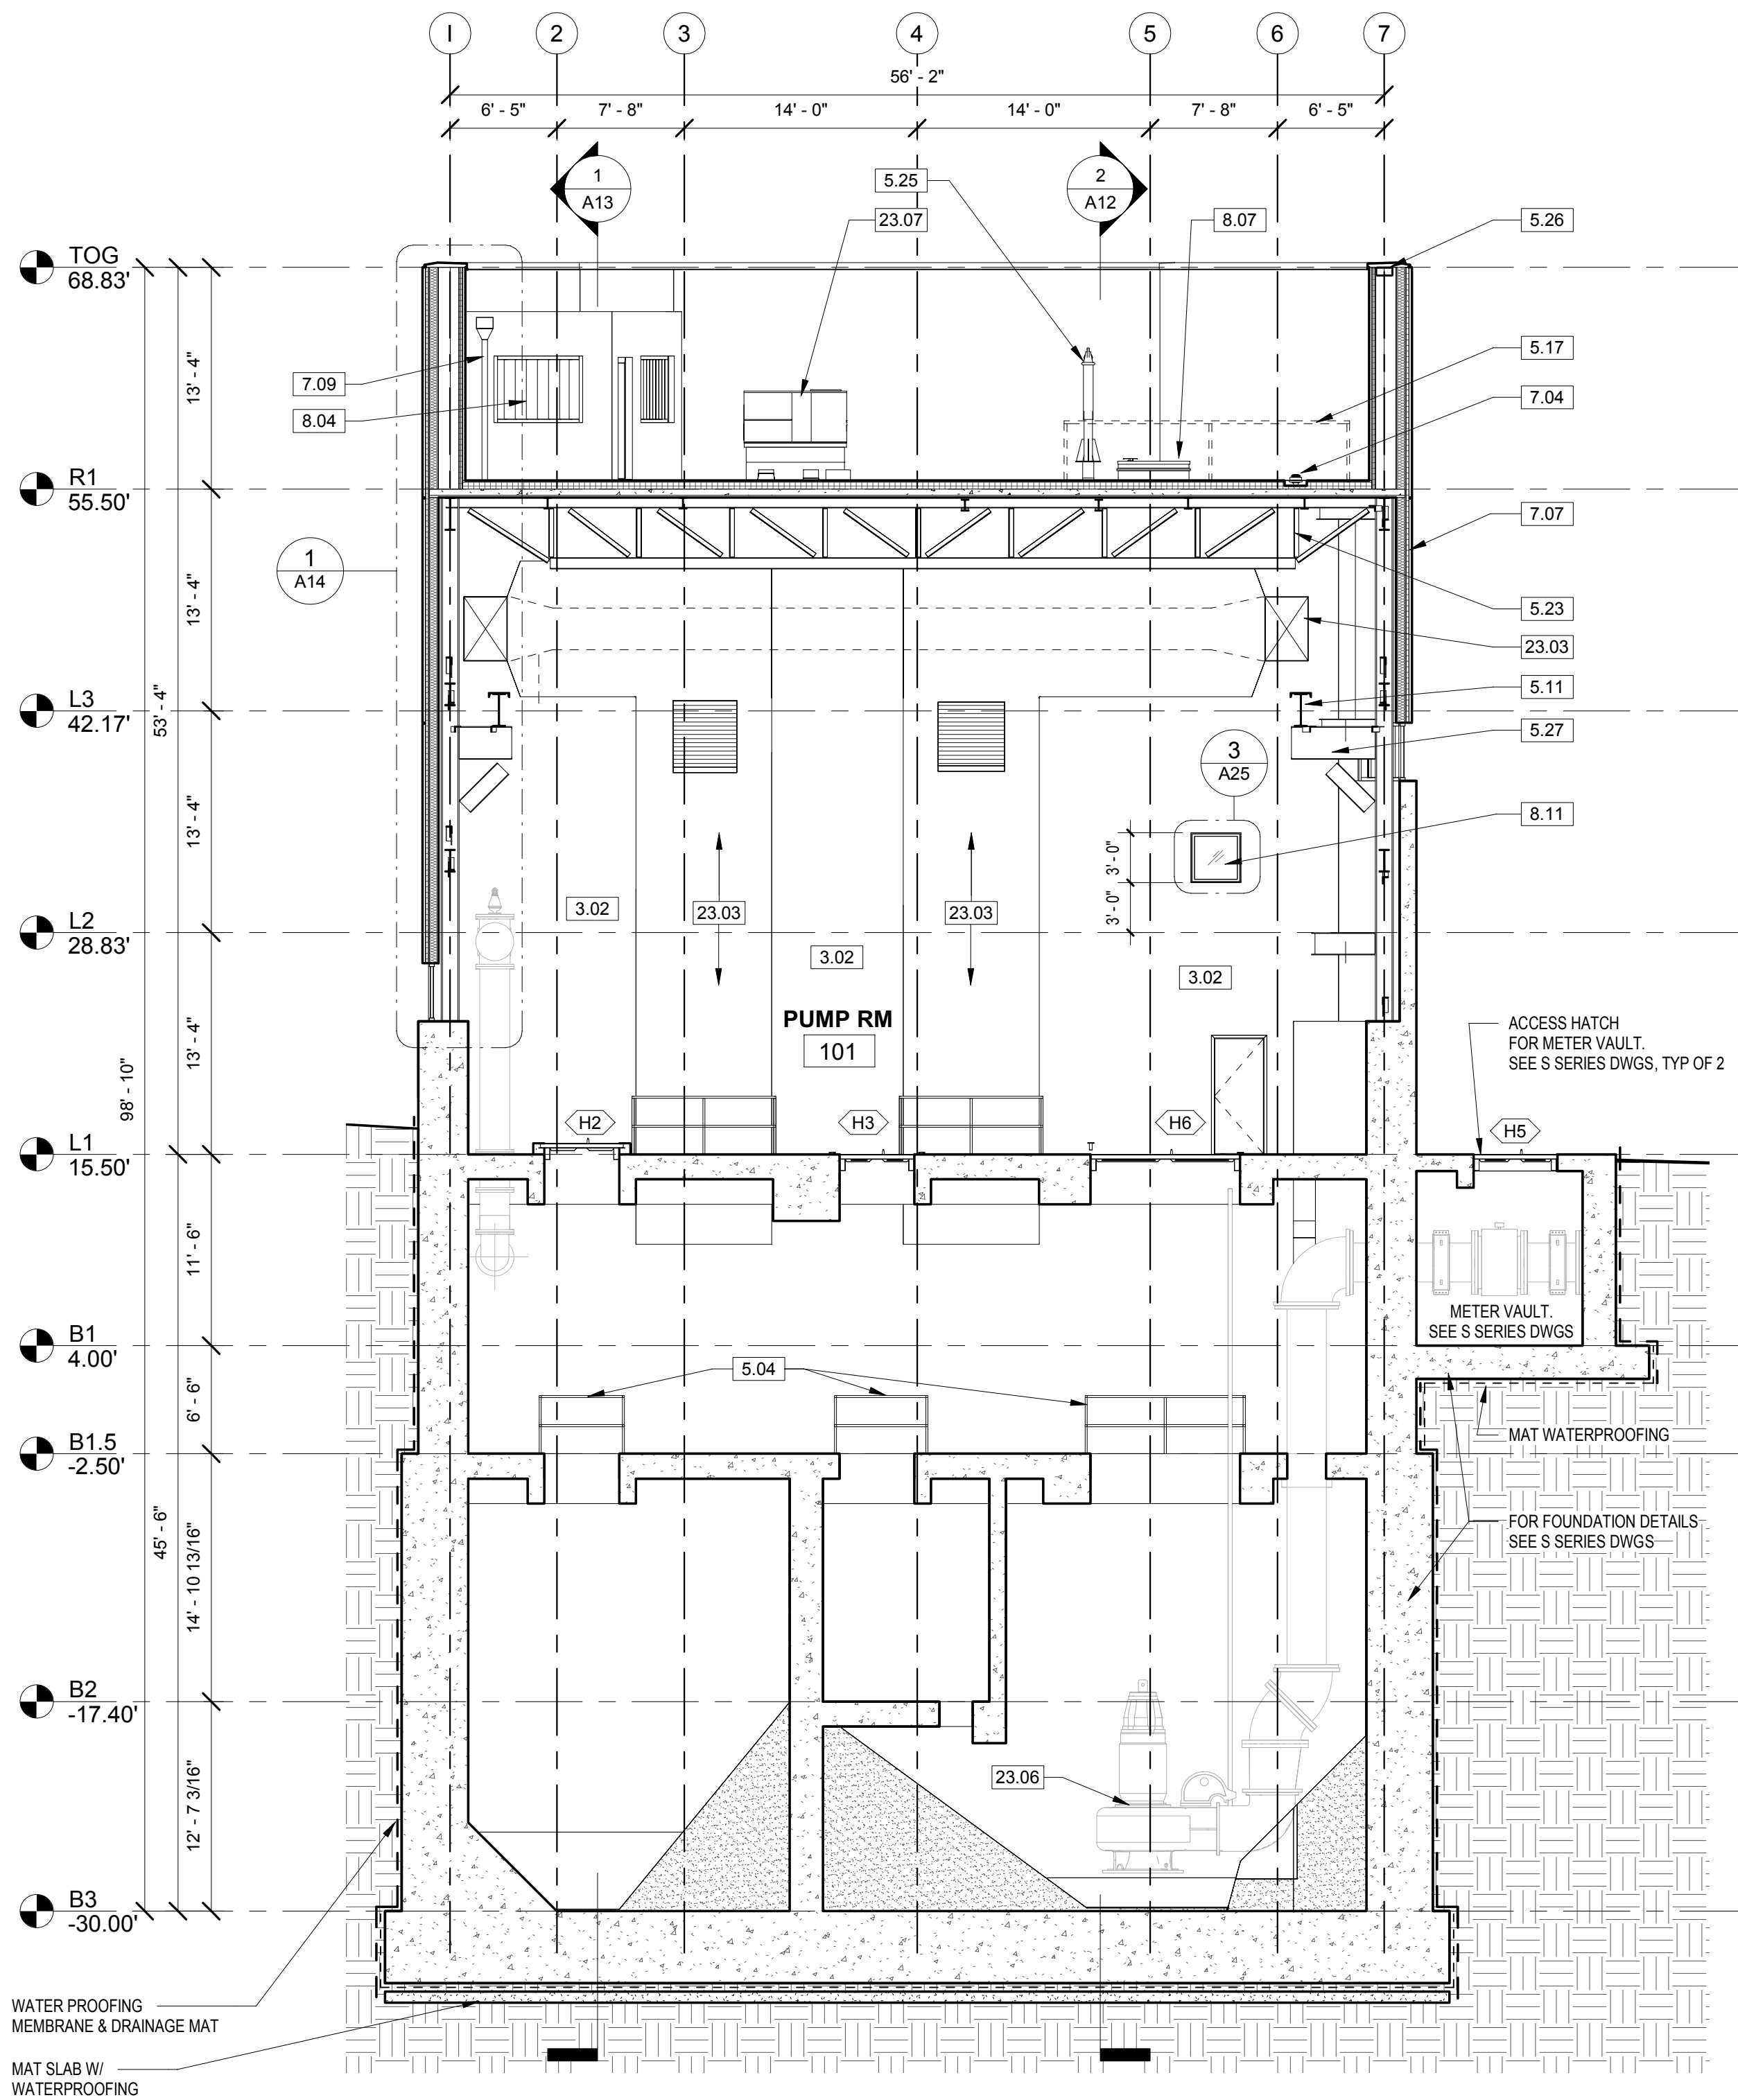 1 2 3 4 5 6 7
56' - 2"
6' - 5" 7' - 8" 14' - 0" 14' - 0" 7' - 8" 6' - 5"
1
A13
2
A12
5.25
23.07
8.07
5.26
TOG
68.83'
13' - 4"
5.17
7.09
8.04
7.04
R1
55.50'
7.07
1
A14
13' - 4"
5.23
23.03
L3
42.17'
53' - 4"
5.11
5.27
3
A25
13' - 4"
3' - 0"
3' - 0"
8.11
3.02
23.03
23.03
L2
28.83'
3.02
3.02
PUMP RM
101
13' - 4"
98' - 10"
ACCESS HATCH
FOR METER VAULT.
SEE S SERIES DWGS, TYP OF 2
H2
H3
H6
H5
L1
15.50'
11' - 6"
METER VAULT.
SEE S SERIES DWGS
B1
4.00'
5.04
6' - 6"
MAT WATERPROOFING
B1.5
-2.50'
45' - 6"
14' - 10 13/16"
FOR FOUNDATION DETAILS
SEE S SERIES DWGS
B2
-17.40'
23.06
12' - 7 3/16"
B3
-30.00'
WATER PROOFING
MEMBRANE & DRAINAGE MAT
MAT SLAB W/
WATERPROOFING